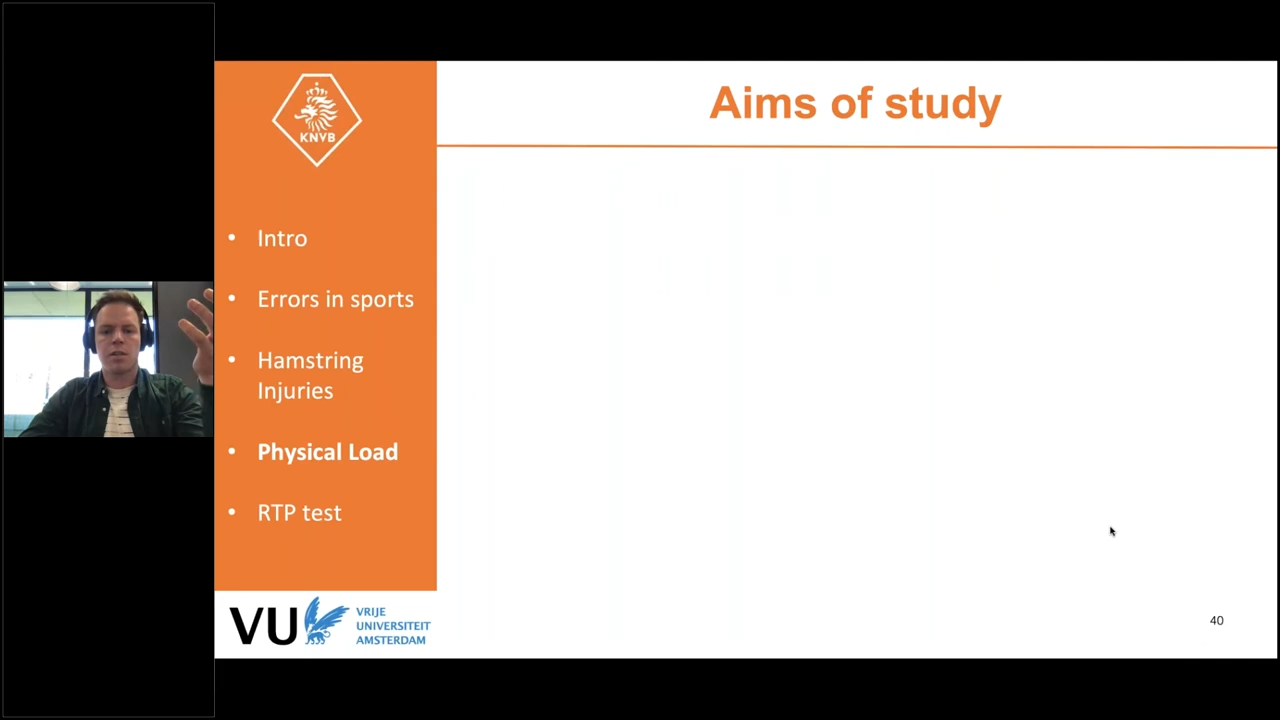 Aims of study
KNVB
• Intro
• Errors in sports
• Hamstring
Injuries
• Physical Load
• RTP test
VU
VRIJE
UNIVERSITEIT
AMSTERDAM
40